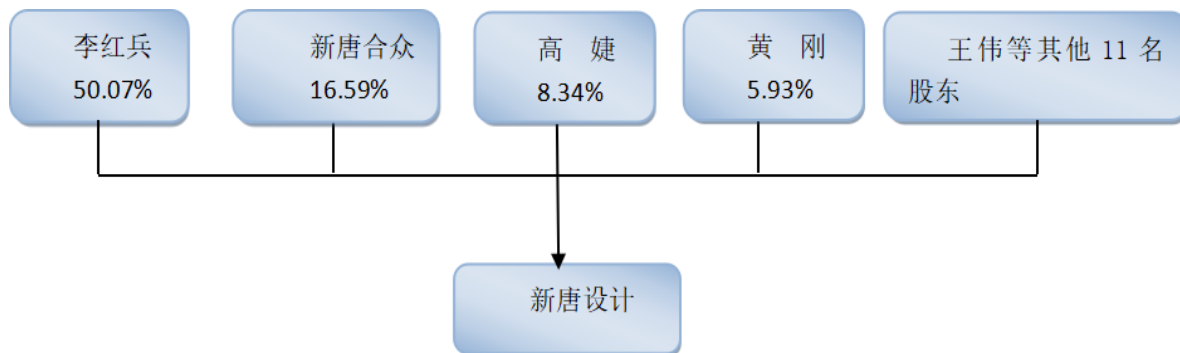 李红兵
50.07%
新唐合众
16.59%
高 婕
8.34%
黄 刚
5.93%
王伟等其他 11 名
股东
新唐设计